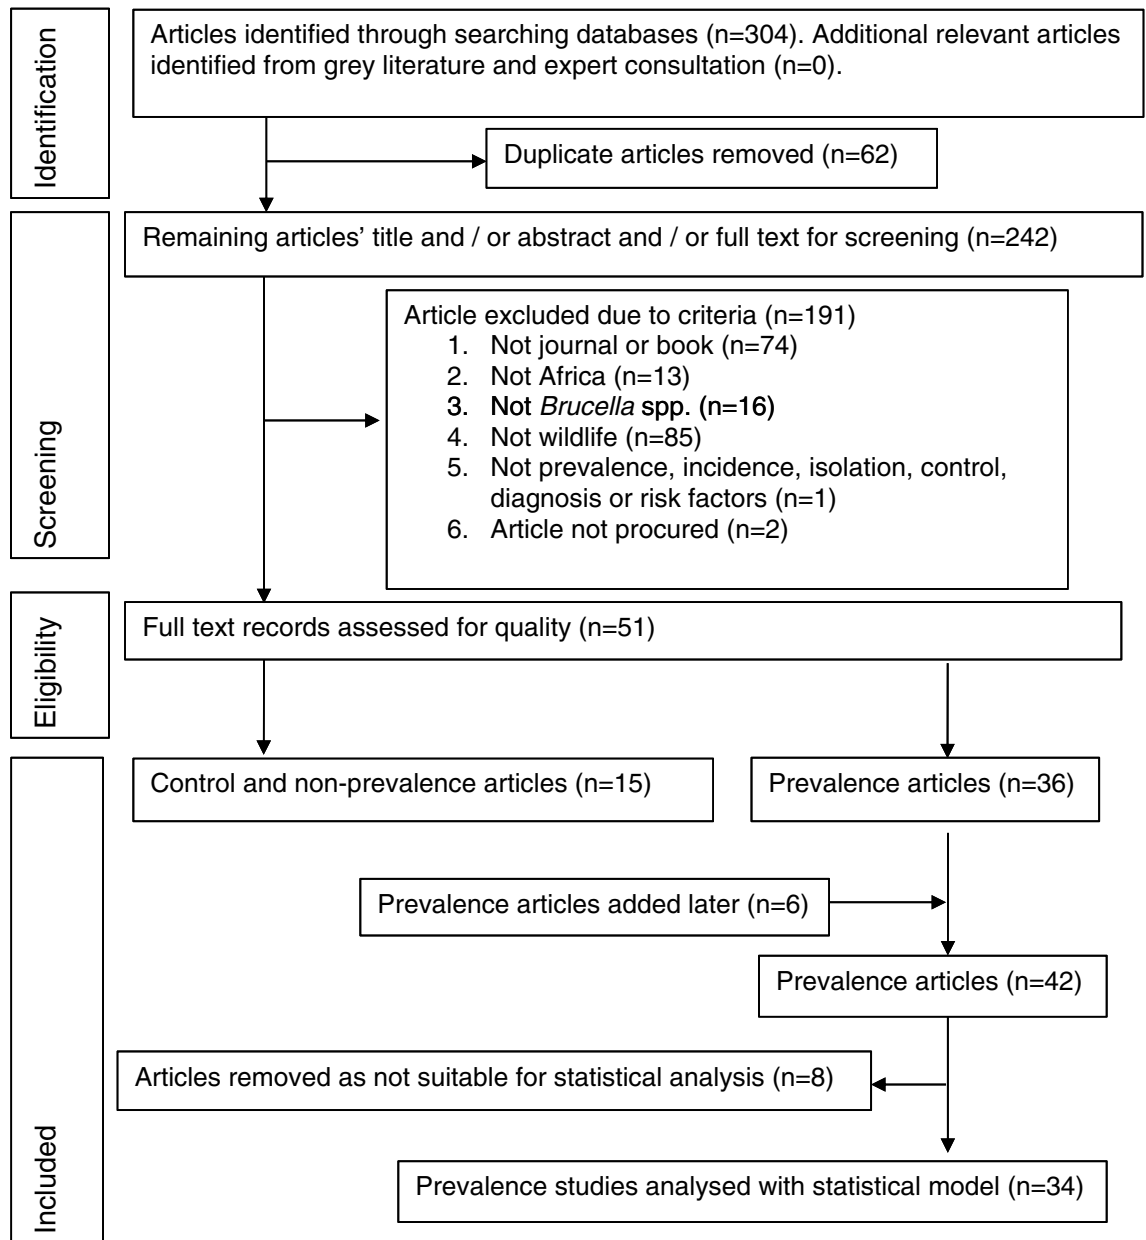 Identification
Articles identified through searching databases (n=304). Additional relevant articles
identified from grey literature and expert consultation (n=0).
Duplicate articles removed (n=62)
Screening
Remaining articles' title and / or abstract and / or full text for screening (n=242)
Article excluded due to criteria (n=191)
1. Not journal or book (n=74)
2. Not Africa (n=13)
3. Not Brucella spp. (n=16)
4. Not wildlife (n=85)
5. Not prevalence, incidence, isolation, control,
diagnosis or risk factors (n=1)
6. Article not procured (n=2)
Eligibility
Full text records assessed for quality (n=51)
Included
Control and non-prevalence articles (n=15)
Prevalence articles (n=36)
Prevalence articles added later (n=6)
Prevalence articles (n=42)
Articles removed as not suitable for statistical analysis (n=8)
Prevalence studies analysed with statistical model (n=34)